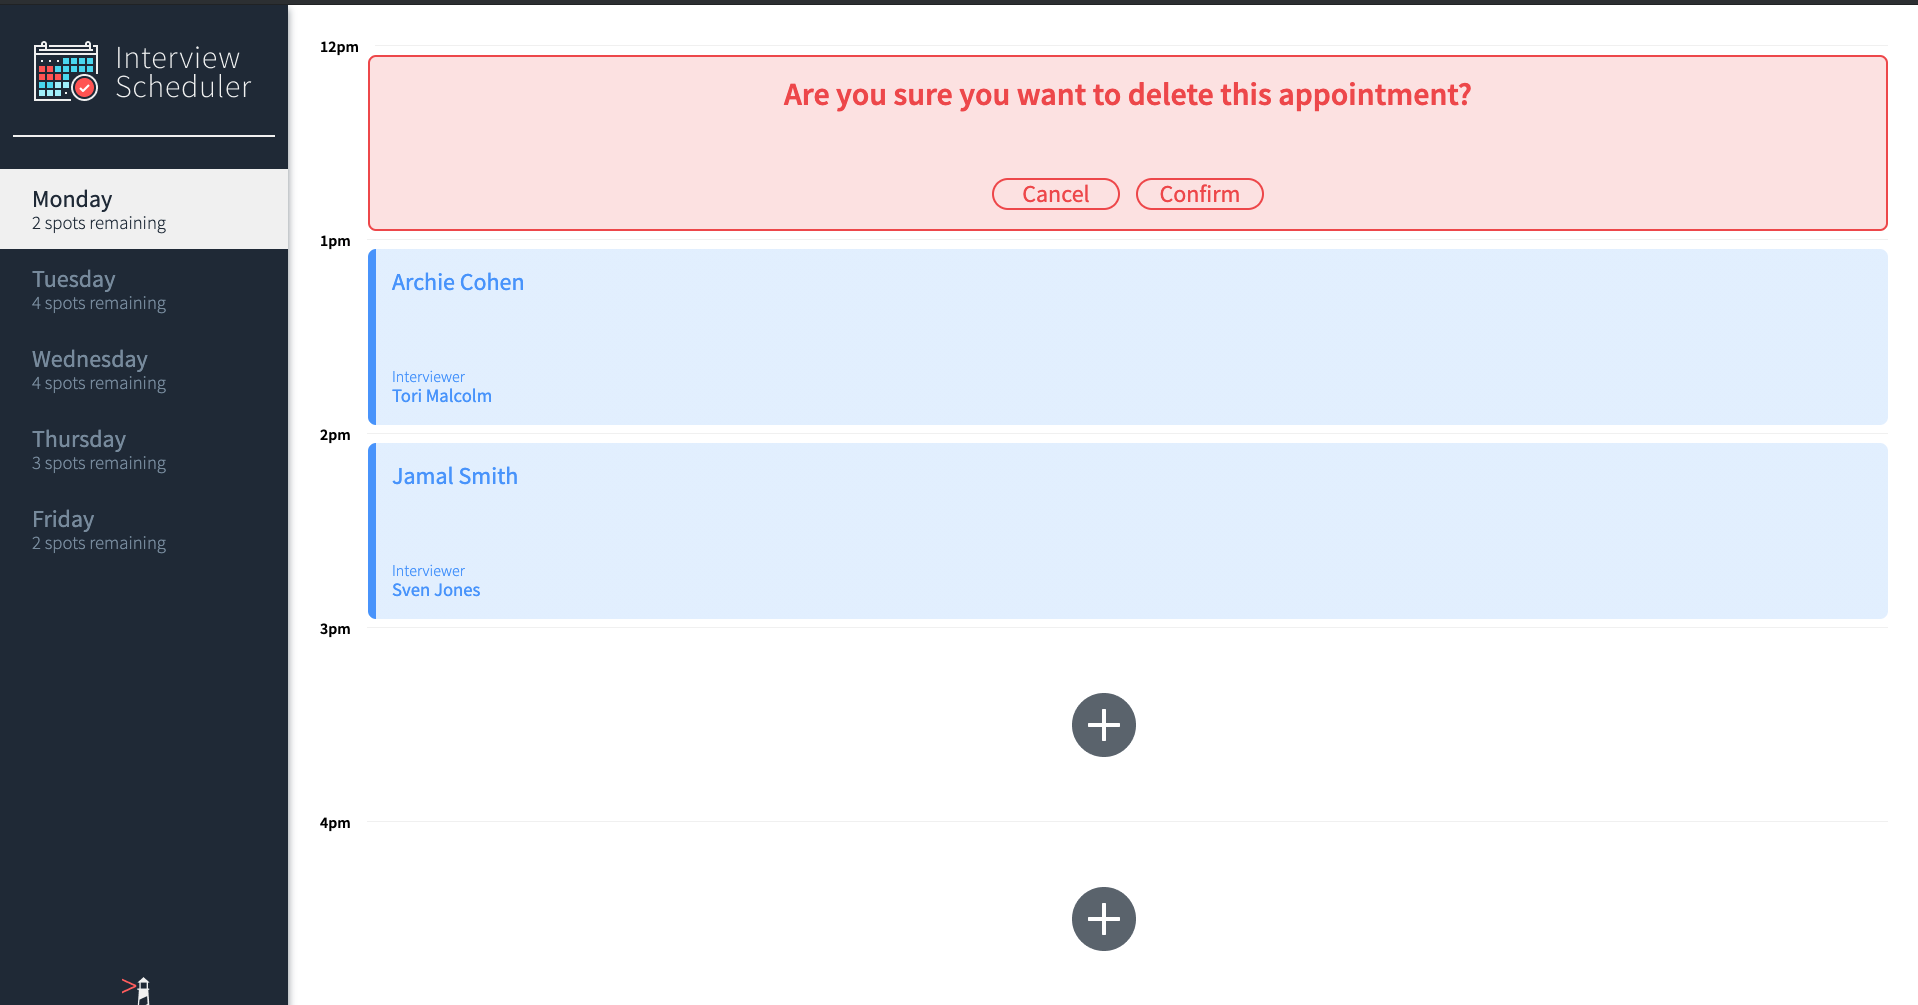 Interview
Scheduler
Monday
2 spots remaining
Tuesday
4 spots remaining
Wednesday
4 spots remaining
Thursday
3 spots remaining
Friday
2 spots remaining
12pm
Are you sure you want to delete this appointment?
Cancel Confirm
1pm
Archie Cohen
Interviewer
Tori Malcolm
2pm
Jamal Smith
Interviewer
Sven Jones
3pm
4pm